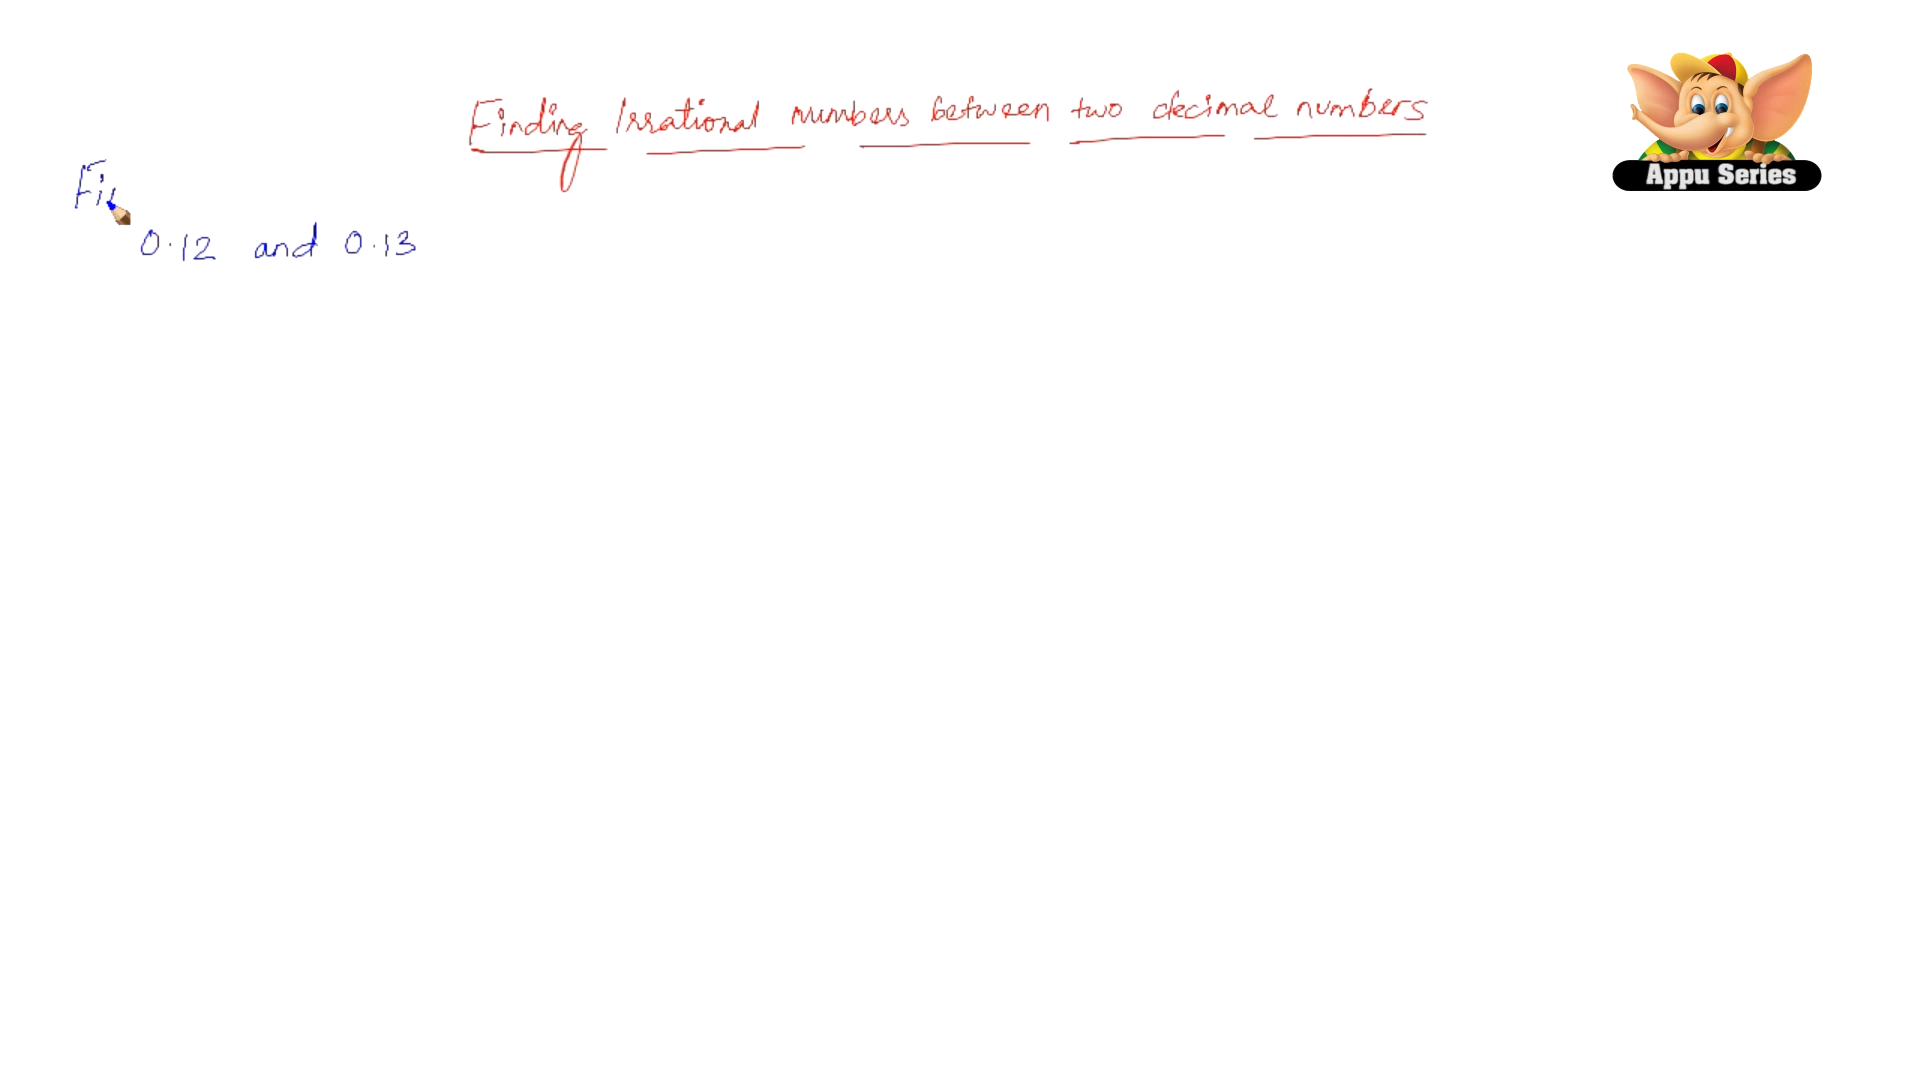 Finding Irrational numbers between two decimal numbers
Appu Series
Fi
0.12 and 0.13